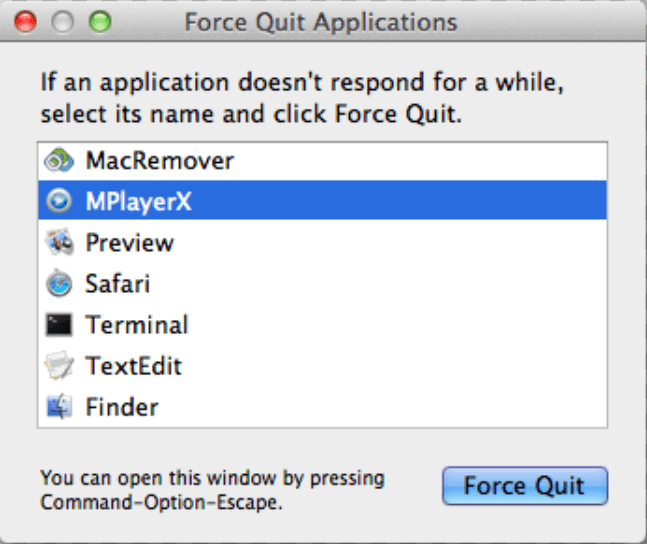 Force Quit Applications
If an application doesn't respond for a while,
select its name and click Force Quit.
MacRemover
MPlayerX
Preview
Safari
Terminal
TextEdit
Finder
You can open this window by pressing
Command-Option-Escape.
Force Quit